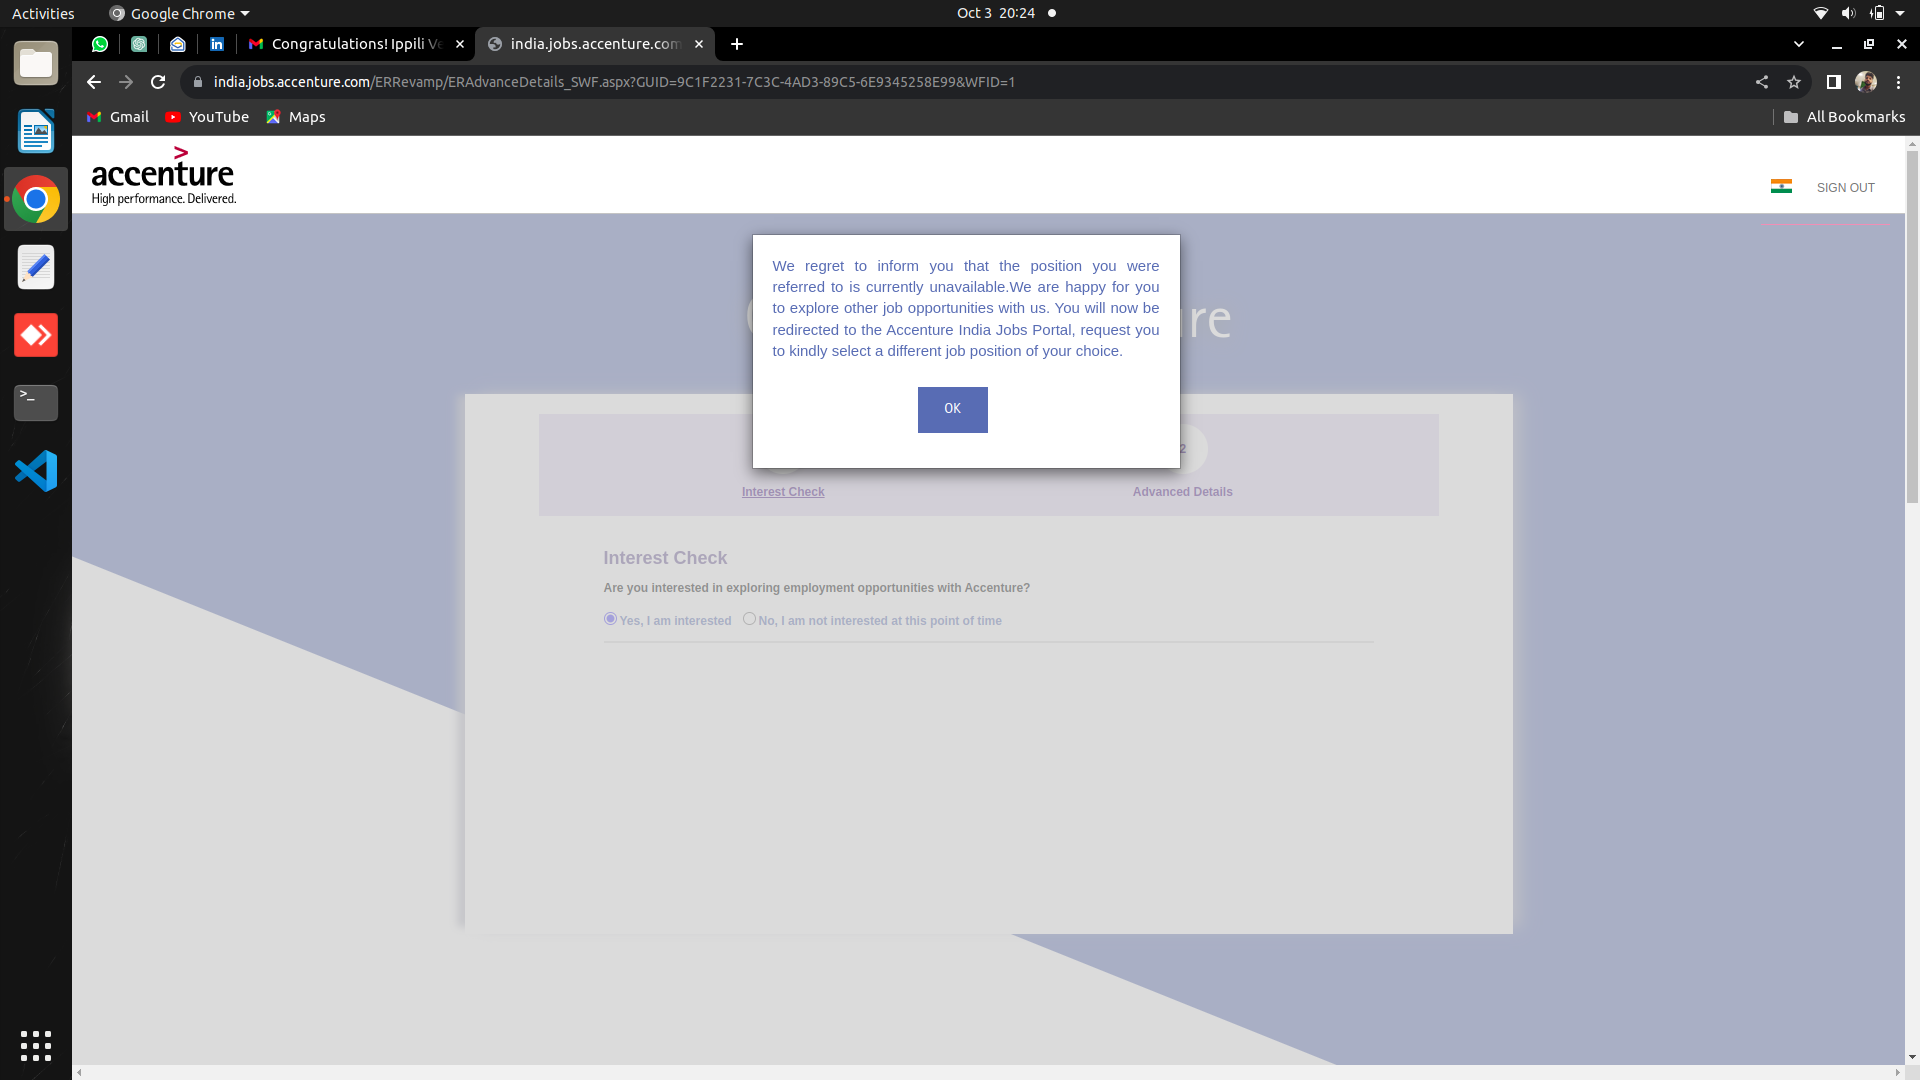 Activities
Google Chrome
Oct 3 20:24
Congratulations! Ippili Ve
india.jobs.accenture.com
india.jobs.accenture.com/ERRevamp/ERAdvanceDetails_SWF.aspx?GUID=9C1F2231-7C3C-4AD3-89C5-6E9345258E99&WFID=1
Gmail
YouTube
Maps
All Bookmarks
accenture
High performance. Delivered.
SIGN OUT
We regret to inform you that the position you were
referred to is currently unavailable.We are happy for you
to explore other job opportunities with us. You will now be
redirected to the Accenture India Jobs Portal, request you
to kindly select a different job position of your choice.
OK
2
Interest Check
Advanced Details
Interest Check
Are you interested in exploring employment opportunities with Accenture?
Yes, I am interested
No, I am not interested at this point of time